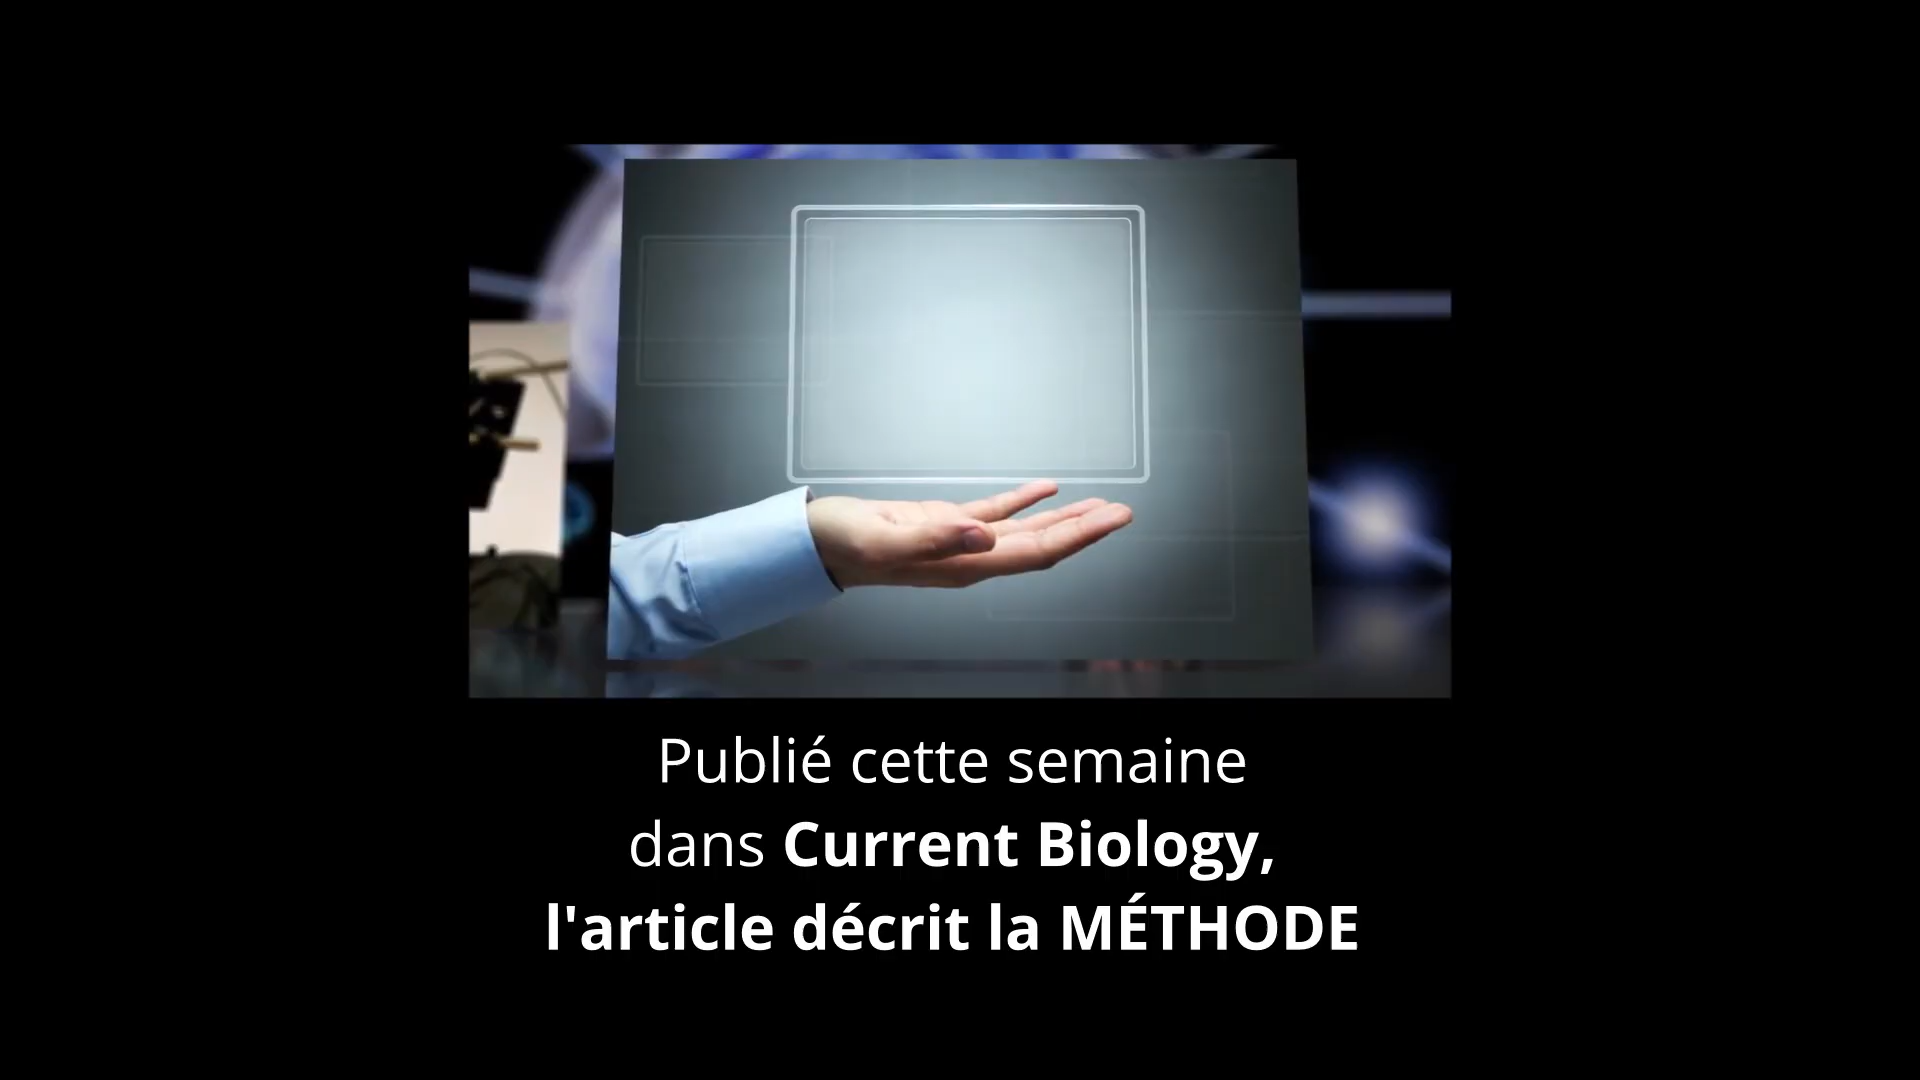 Publié cette semaine
dans Current Biology,
l'article décrit la MÉTHODE